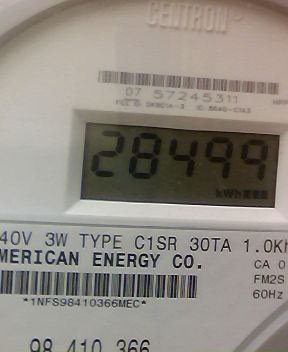 CENTRON®
07 57245311
28499
kWh
40V 3W TYPE C1SR 30TA 1.0Kh
MERICAN ENERGY CO.
CA 0
FM2S
60Hz
*1NFS98410366MEC*
98 410 366